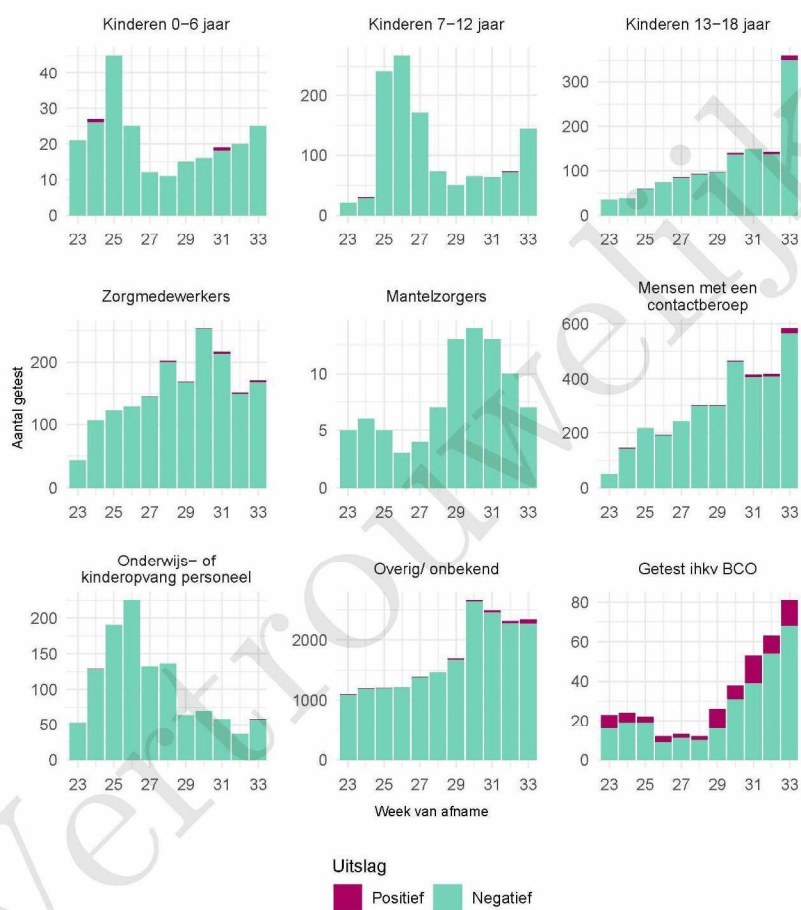 Kinderen 0–6 jaar
Kinderen 7–12 jaar
Kinderen 13–18 jaar
40
30
20
10
0
200
100
0
300
200
100
0
23 25 27 29 31 33
23 25 27 29 31 33
23 25 27 29 31 33
Zorgmedewerkers
Mantelzorgers
Mensen met een
contactberoep
Aantal getest
200
100
0
10
5
0
600
400
200
0
23 25 27 29 31 33
23 25 27 29 31 33
23 25 27 29 31 33
Onderwijs– of
kinderopvang personeel
Overig/ onbekend
Getest ihkv BCO
200
150
100
50
0
2000
1000
0
80
60
40
20
0
23 25 27 29 31 33
23 25 27 29 31 33
23 25 27 29 31 33
Week van afname
Uitslag
Positief
Negatief
Vertrouwelijk